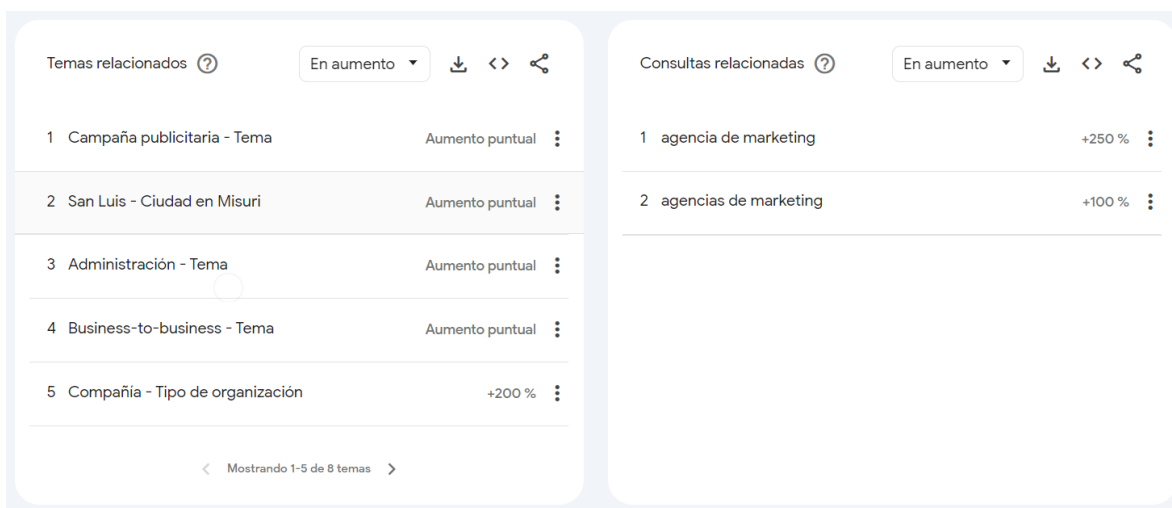 Temas relacionados ?
En aumento
1 Campaña publicitaria - Tema Aumento puntual
2 San Luis - Ciudad en Misuri Aumento puntual
3 Administración - Tema Aumento puntual
4 Business-to-business - Tema Aumento puntual
5 Compañía - Tipo de organización +200 %
Mostrando 1-5 de 8 temas
Consultas relacionadas ?
En aumento
1 agencia de marketing +250 %
2 agencias de marketing +100 %